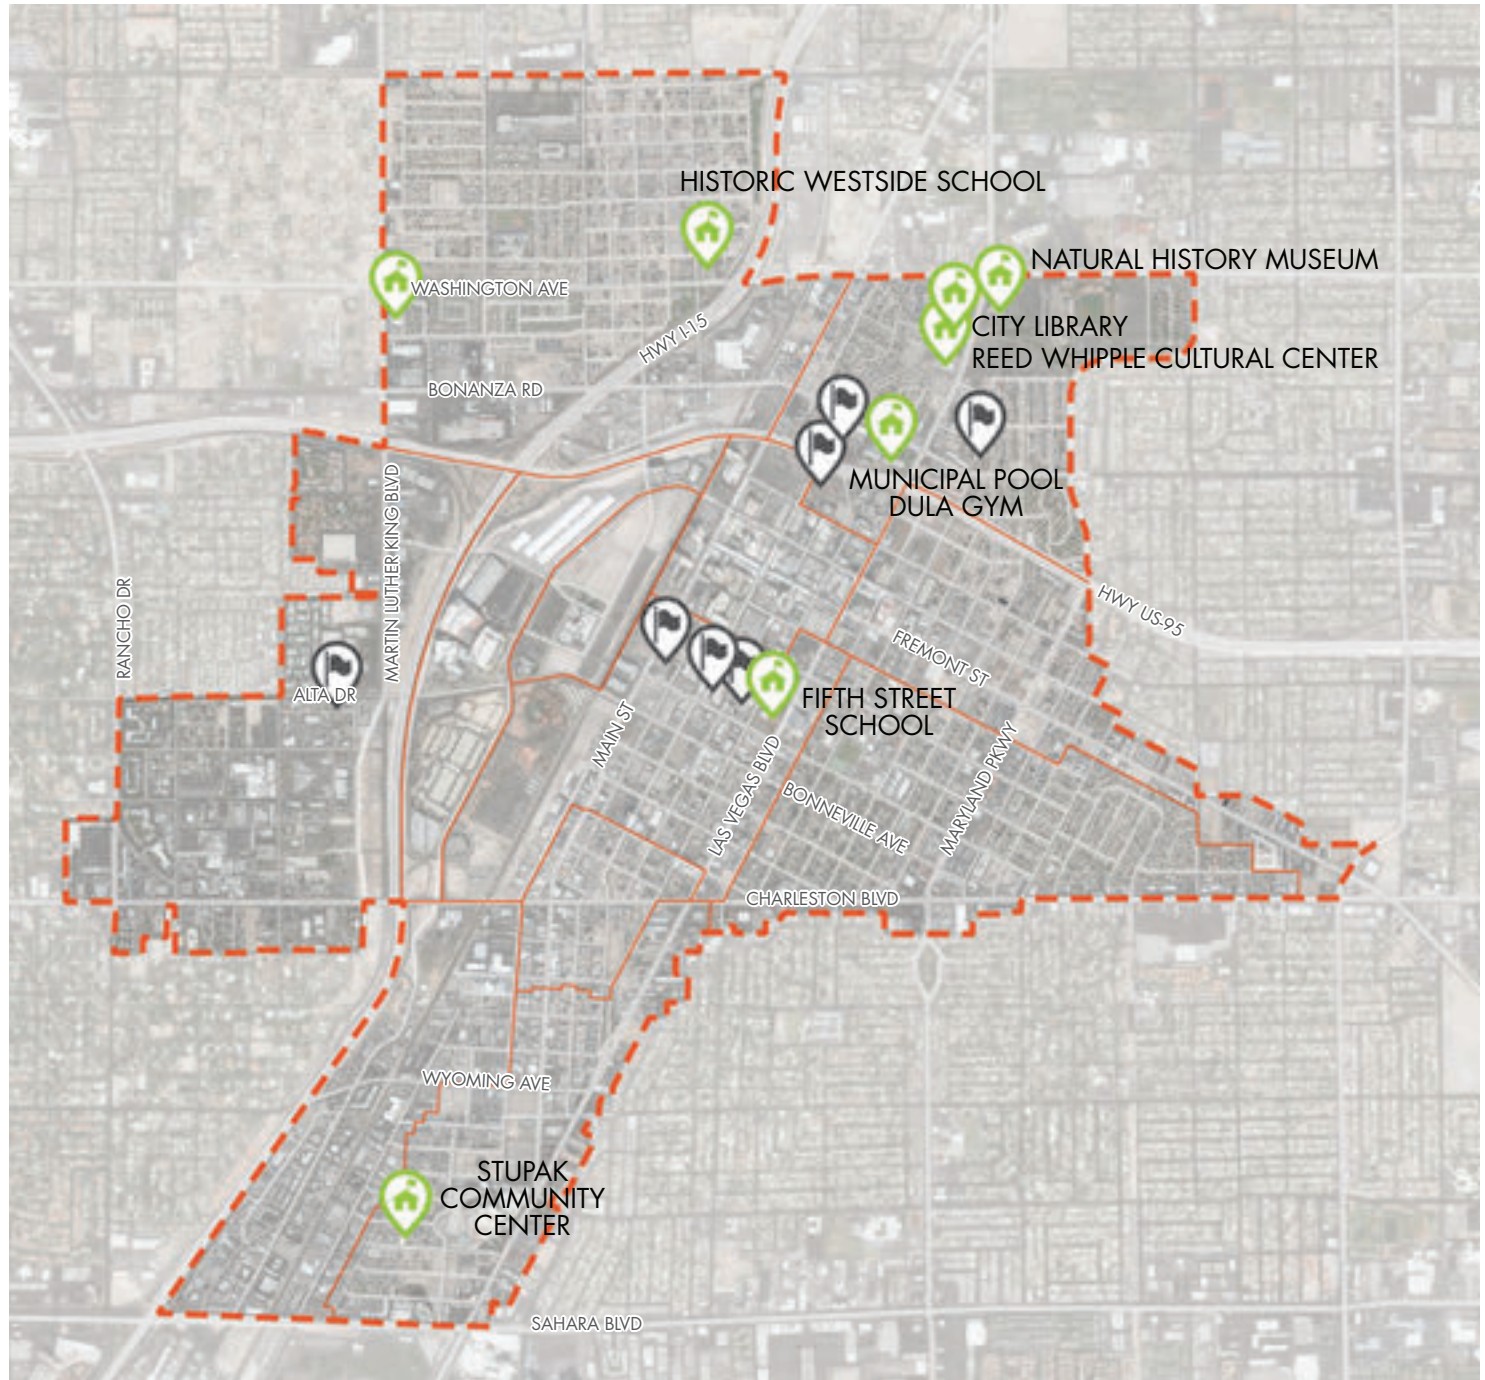 HISTORIC WESTSIDE SCHOOL
NATURAL HISTORY MUSEUM
WASHINGTON AVE
CITY LIBRARY
HWY I-15
REED WHIPPLE CULTURAL CENTER
BONANZA RD
MUNICIPAL POOL
DULA GYM
MARTIN LUTHER KING BLVD
RANCHO DR
HWY US-95
FREMONT ST
ALTA DR
FIFTH STREET
SCHOOL
MAIN ST
LAS VEGAS BLVD
MARYLAND PKWY
BONNEVILLE AVE
CHARLESTON BLVD
WYOMING AVE
STUPAK
COMMUNITY
CENTER
SAHARA BLVD